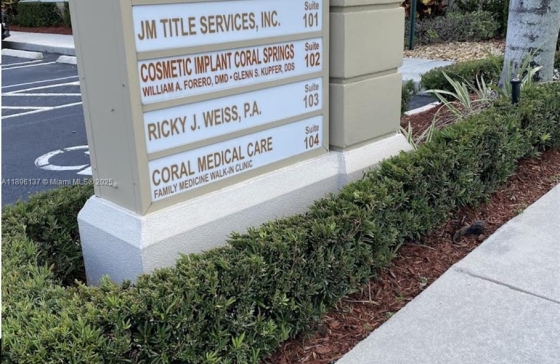 JM TITLE SERVICES, INC.
Suite
101
COSMETIC IMPLANT CORAL SPRINGS
WILLIAM A. FORERO, DMD • GLENN S. KUPFER, DDS
Suite
102
RICKY J. WEISS, P.A.
Suite
103
CORAL MEDICAL CARE
FAMILY MEDICINE WALK-IN CLINIC
Suite
104
© A11896137 © MIAMI MLS® 2025